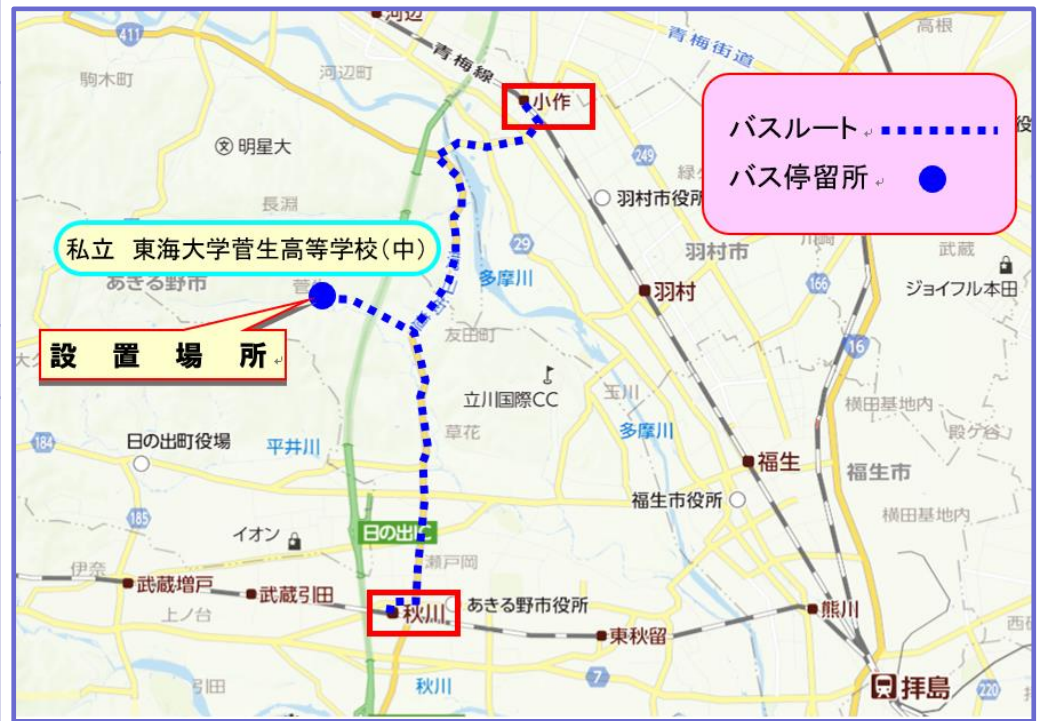 河辺
411
青梅線
青梅街道
高根
駒木町
河辺町
小作
バスルート
明星大
文
249
バス停留所
役
長淵
羽村市役所
私立 東海大学菅生高等学校(中)
29
羽村市
川崎
武蔵
あきる野市
多摩川
166
ジョイフル本田
羽村
設置場所
友田町
16
立川国際CC
玉川
横田基地内
184
日の出町役場
平井川
草花
多摩川
殿ケ谷
福生
福生市
185
福生市役所
横田基地内
イオン
日の出IC
瀬戸岡
伊奈
武蔵増戸
武蔵引田
秋川
あきる野市役所
熊川
上ノ台
東秋留
7
引田
秋川
拝島
220